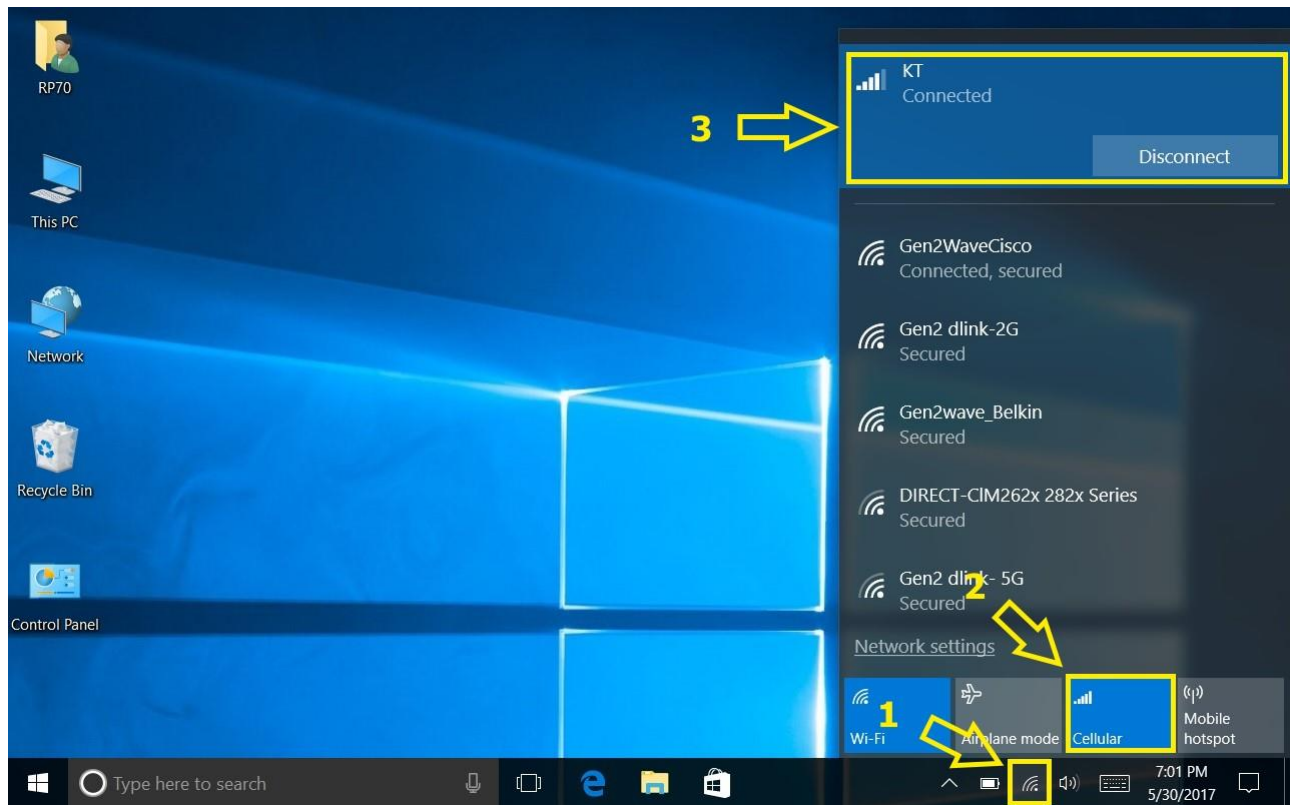 RP70
This PC
Network
Recycle Bin
Control Panel
3
KT
Connected
Disconnect
Gen2WaveCisco
Connected, secured
Gen2 dlink-2G
Secured
Gen2wave_Belkin
Secured
DIRECT-ClM262x 282x Series
Secured
Gen2 dlink- 5G
Secured
2
Network settings
1
Wi-Fi
Airplane mode
Cellular
Mobile
hotspot
Type here to search
7:01 PM
5/30/2017